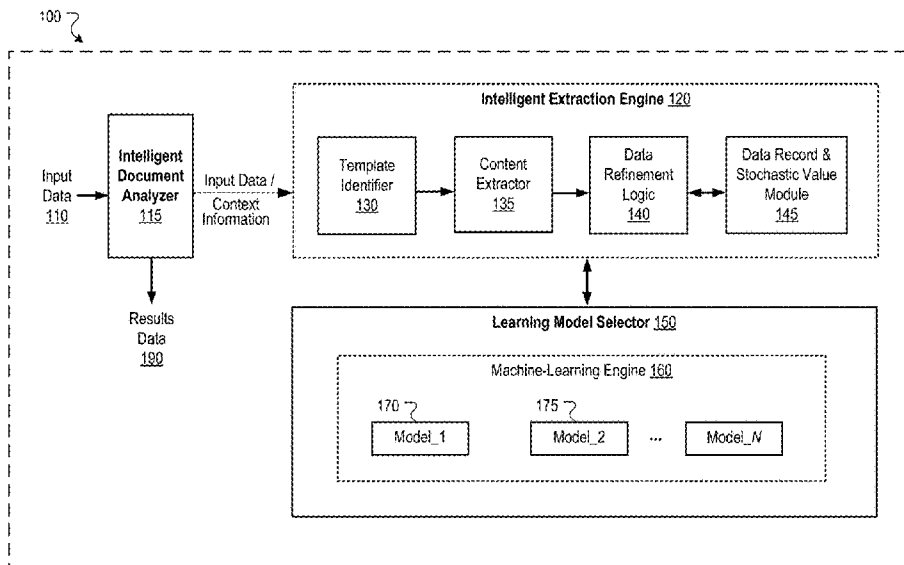 100
Intelligent Extraction Engine 120
Intelligent
Document
Analyzer
115
Input
Data
110
Input Data /
Context
Information
Template
Identifier
130
Content
Extractor
135
Data
Refinement
Logic
140
Data Record &
Stochastic Value
Module
145
Results
Data
190
Learning Model Selector 150
Machine-Learning Engine 160
170
175
Model_1
Model_2
...
Model_N